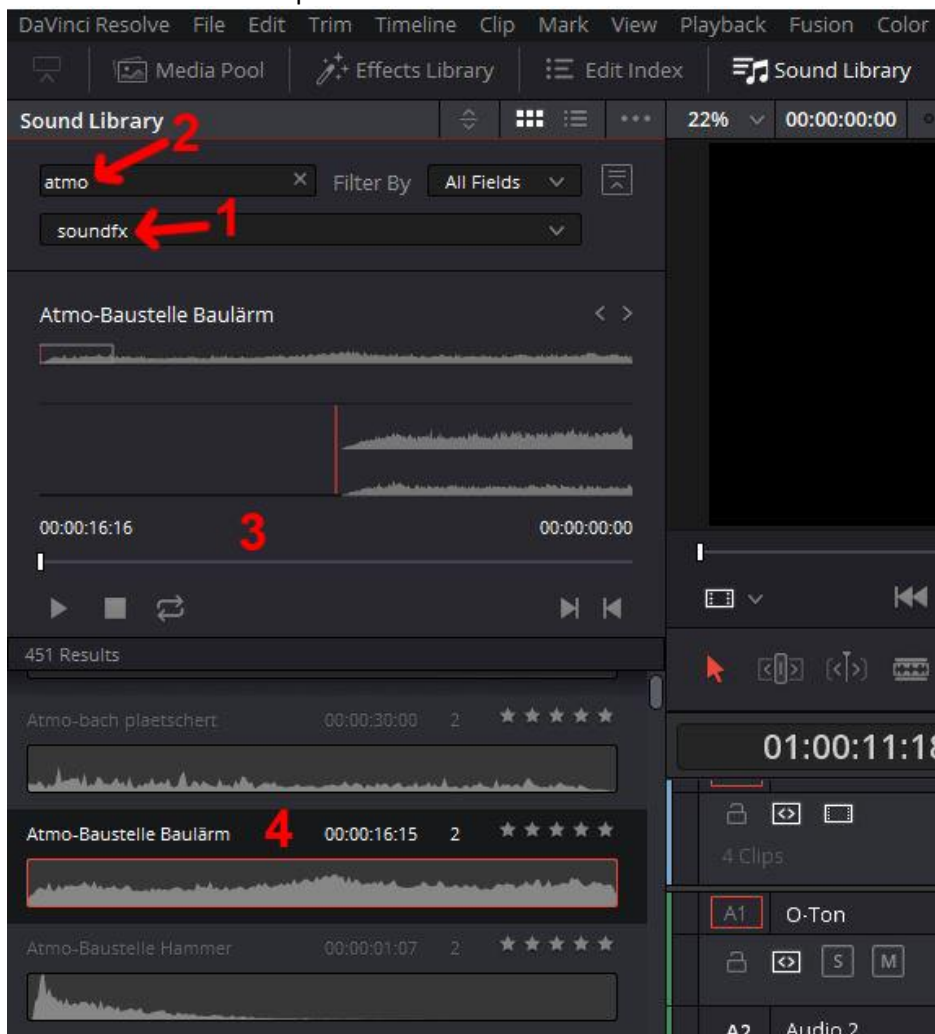 DaVinci Resolve File Edit Trim Timeline Clip Mark View Playback Fusion Color
Media Pool Effects Library Edit Index Sound Library
Sound Library 22% 00:00:00:00
2
atmo × Filter By All Fields
soundfx 1
Atmo-Baustelle Baulärm < >
00:00:16:16 3 00:00:00:00
451 Results
Atmo-bach plaetschert 00:00:30:00 2
01:00:11:18
Atmo-Baustelle Baulärm 4 00:00:16:15 2
4 Clips
A1 O-Ton
Atmo-Baustelle Hammer 00:00:01:07 2
S M
A2 Audio 2